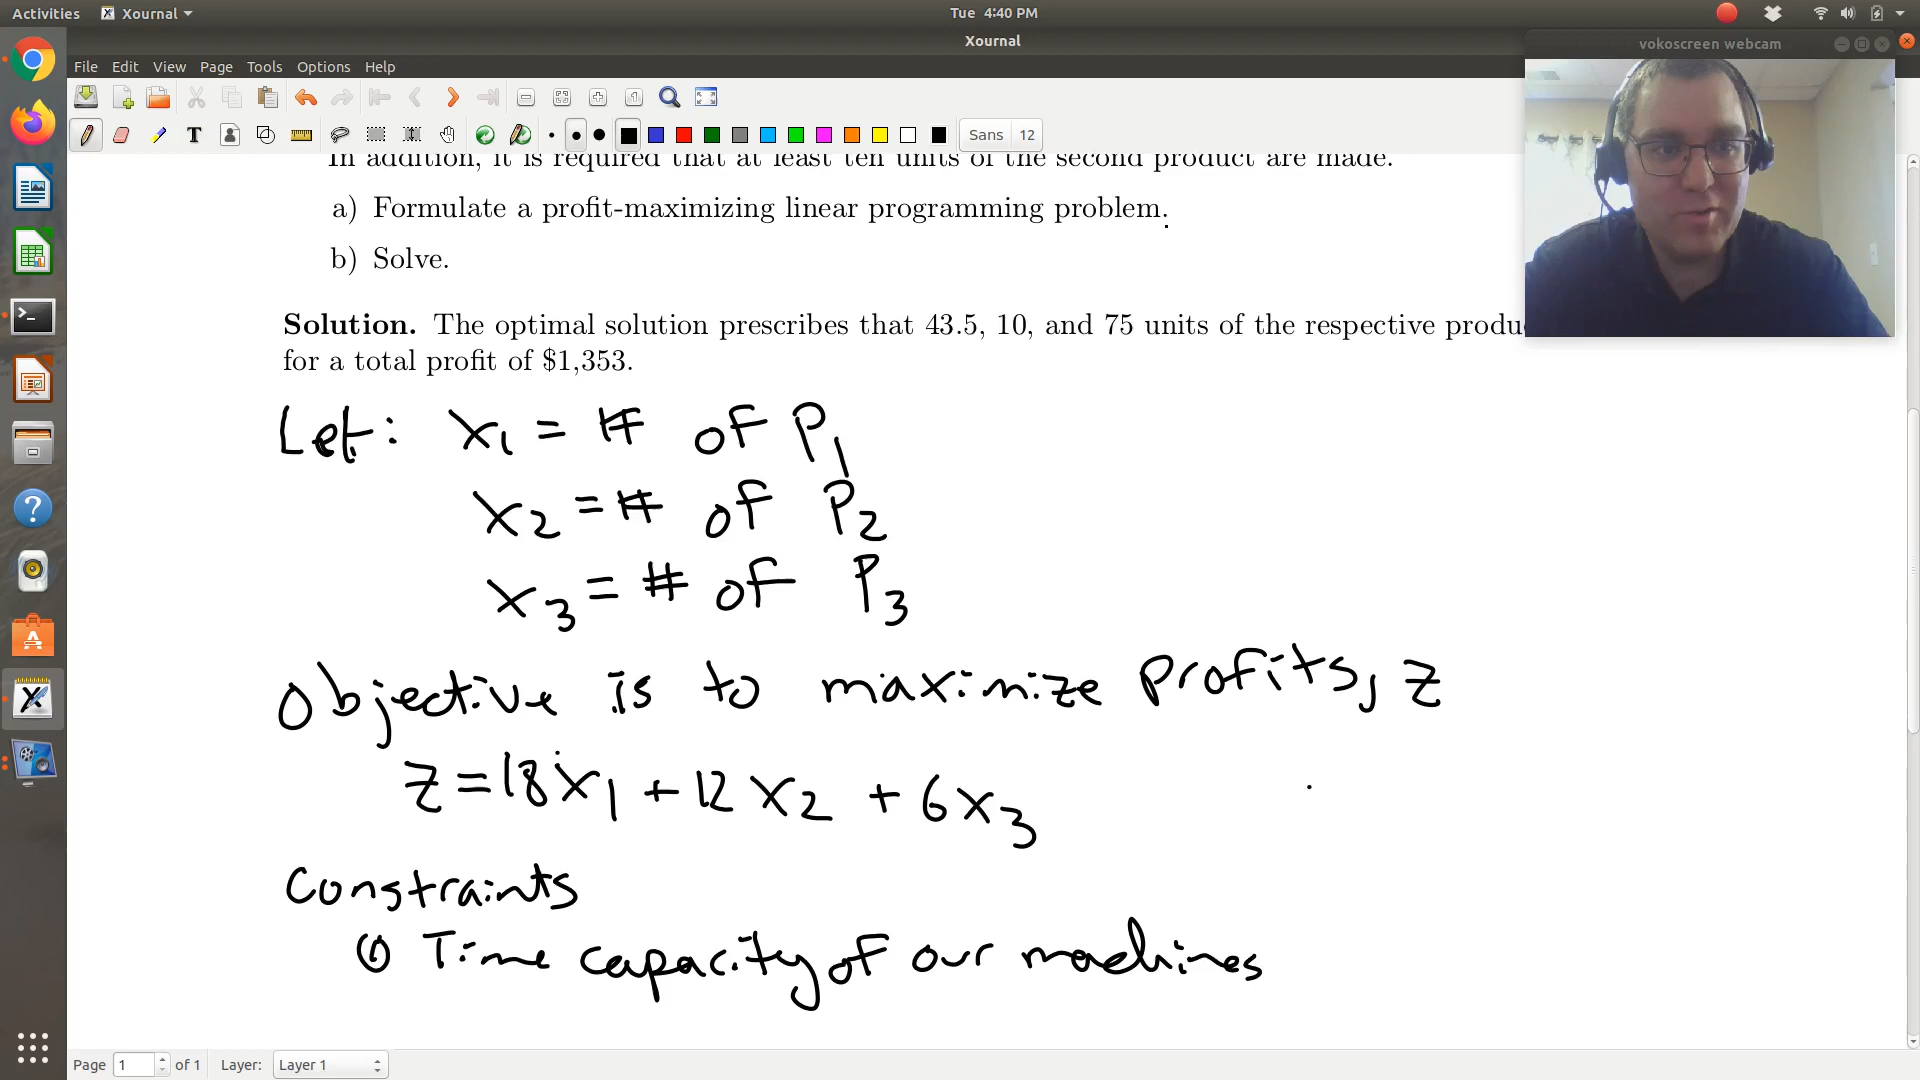 Activities Xournal Tue 4:40 PM
Xournal
vokoscreen webcam
File Edit View Page Tools Options Help
T Sans 12
In addition, it is required that at least ten units of the second product are made.
a) Formulate a profit-maximizing linear programming problem.
b) Solve.
Solution. The optimal solution prescribes that 43.5, 10, and 75 units of the respective produ
for a total profit of $1,353.
Let: x1 = # of P1
x2 = # of P2
x3 = # of P3
Objective is to maximize profits, z
z = 18x1 + 12x2 + 6x3
Constraints
① Time capacity of our machines
Page 1 of 1 Layer: Layer 1